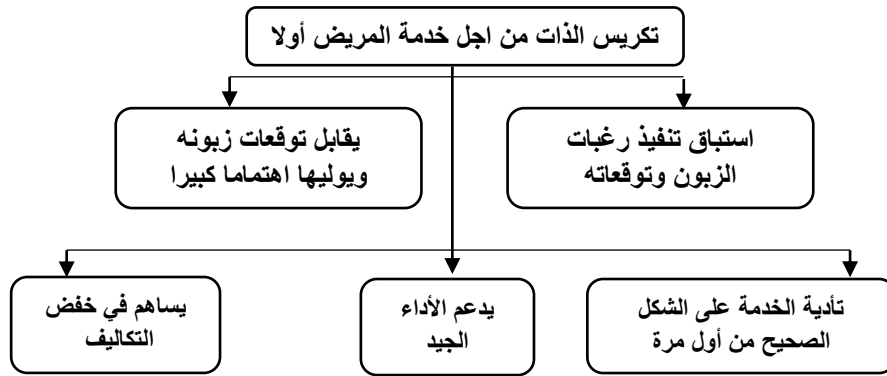 تكريس الذات من اجل خدمة المريض أولا
استباق تنفيذ رغبات
الزبون وتوقعاته
يقابل توقعات زبونه
ويوليها اهتماما كبيرا
تأدية الخدمة على الشكل
الصحيح من أول مرة
يدعم الأداء
الجيد
يساهم في خفض
التكاليف